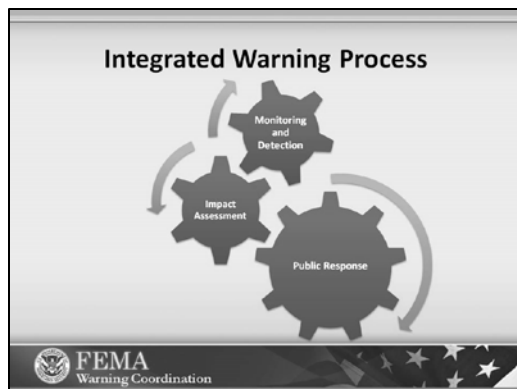 Integrated Warning Process
Monitoring
and
Detection
Impact
Assessment
Public Response
FEMA
Warning Coordination